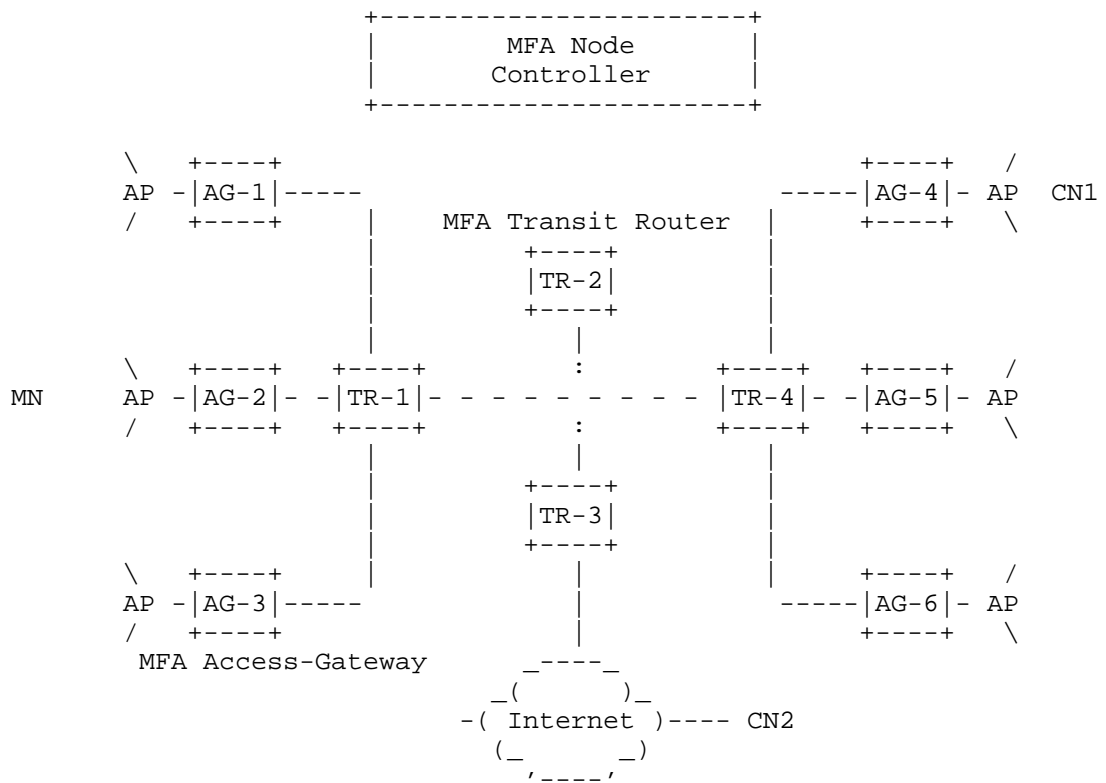 MFA Node
Controller
AP AG-1 AG-4 AP CN1
MFA Transit Router
TR-2
MN AP AG-2 TR-1 TR-4 AG-5 AP
TR-3
AP AG-3 AG-6 AP
MFA Access-Gateway
Internet CN2